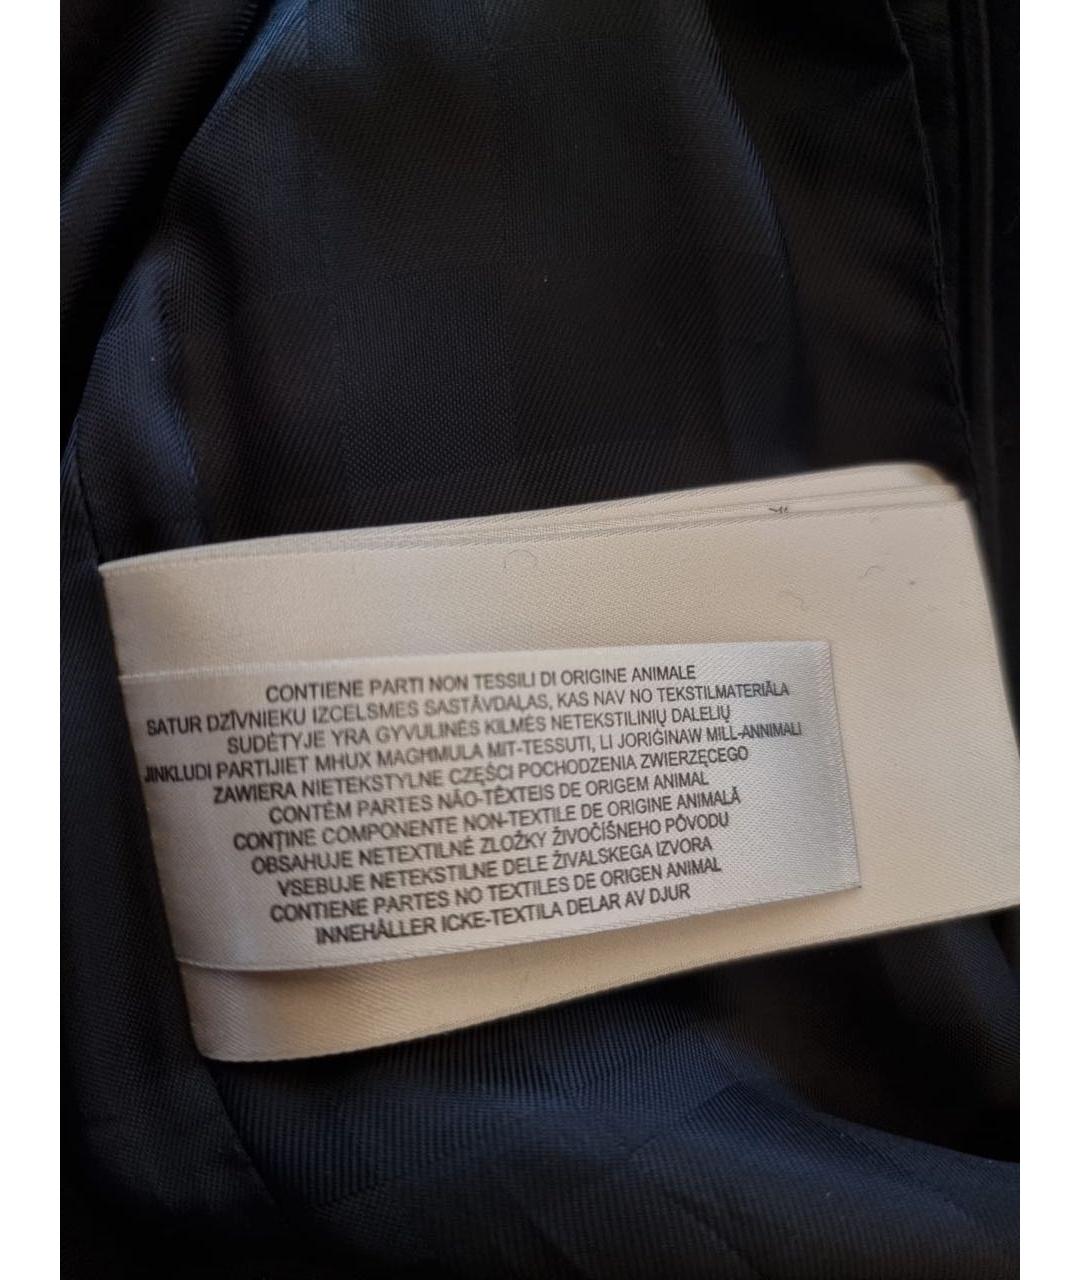 CONTIENE PARTI NON TESSILI DI ORIGINE ANIMALE
SATUR DZĪVNIEKU IZCELSMES SASTĀVDAĻAS, KAS NAV NO TEKSTILMATERIĀLA
SUDĖTYJE YRA GYVULINĖS KILMĖS NETEKSTILINIŲ DALELIŲ
JINKLUDI PARTIJIET MHUX MAGHMULA MIT-TESSUTI, LI JORIĠINAW MILL-ANNIMALI
ZAWIERA NIETEKSTYLNE CZĘŚCI POCHODZENIA ZWIERZĘCEGO
CONTÉM PARTES NÃO-TÊXTEIS DE ORIGEM ANIMAL
CONȚINE COMPONENTE NON-TEXTILE DE ORIGINE ANIMALĂ
OBSAHUJE NETEXTILNÉ ZLOŽKY ŽIVOČÍŠNEHO PÔVODU
VSEBUJE NETEKSTILNE DELE ŽIVALSKEGA IZVORA
CONTIENE PARTES NO TEXTILES DE ORIGEN ANIMAL
INNEHÅLLER ICKE-TEXTILA DELAR AV DJUR